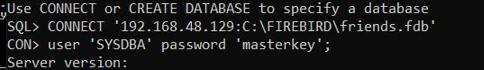 Use CONNECT or CREATE DATABASE to specify a database
SQL> CONNECT '192.168.48.129:C:\FIREBIRD\friends.fdb'
CON> user 'SYSDBA' password 'masterkey';
Server version: